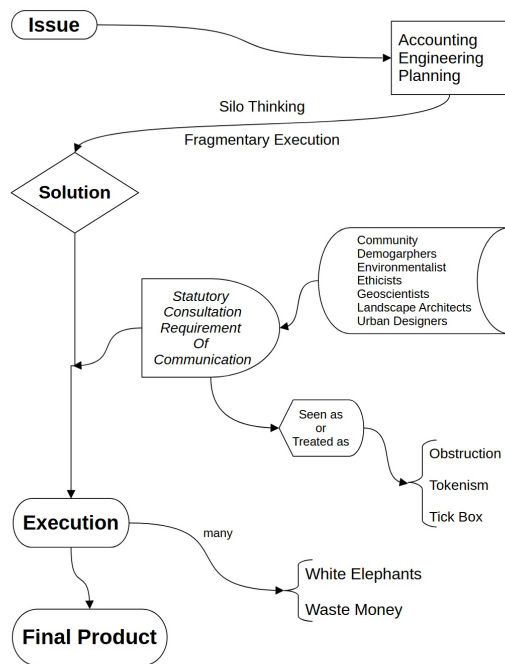 Issue
Accounting
Engineering
Planning
Silo Thinking
Fragmentary Execution
Solution
Community
Demogarphers
Environmentalist
Ethicists
Geoscientists
Landscape Architects
Urban Designers
Statutory
Consultation
Requirement
Of
Communication
Seen as
or
Treated as
Obstruction
Tokenism
Tick Box
Execution
many
White Elephants
Waste Money
Final Product